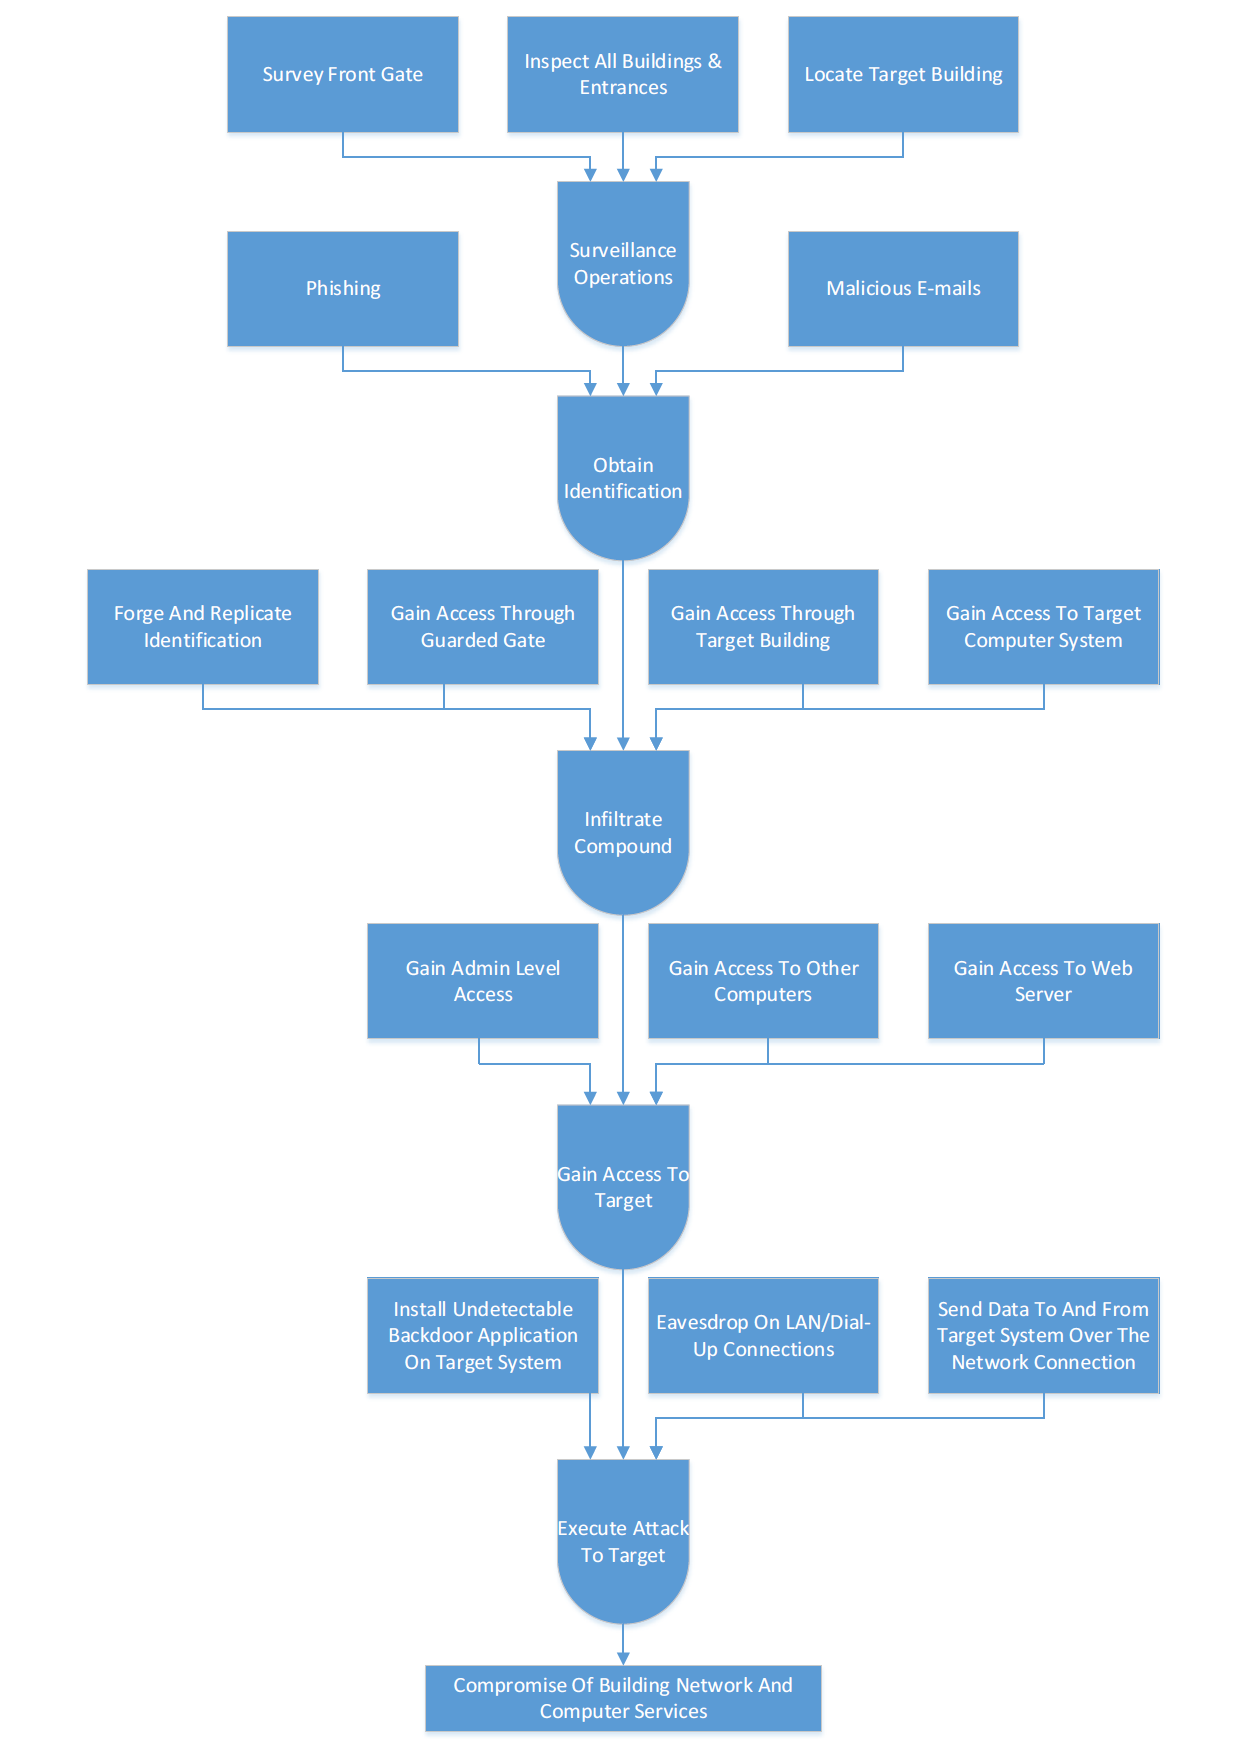 Survey Front Gate
Inspect All Buildings &
Entrances
Locate Target Building
Surveillance
Operations
Phishing
Malicious E-mails
Obtain
Identification
Forge And Replicate
Identification
Gain Access Through
Guarded Gate
Gain Access Through
Target Building
Gain Access To Target
Computer System
Infiltrate
Compound
Gain Admin Level
Access
Gain Access To Other
Computers
Gain Access To Web
Server
Gain Access To
Target
Install Undetectable
Backdoor Application
On Target System
Eavesdrop On LAN/Dial-
Up Connections
Send Data To And From
Target System Over The
Network Connection
Execute Attack
To Target
Compromise Of Building Network And
Computer Services